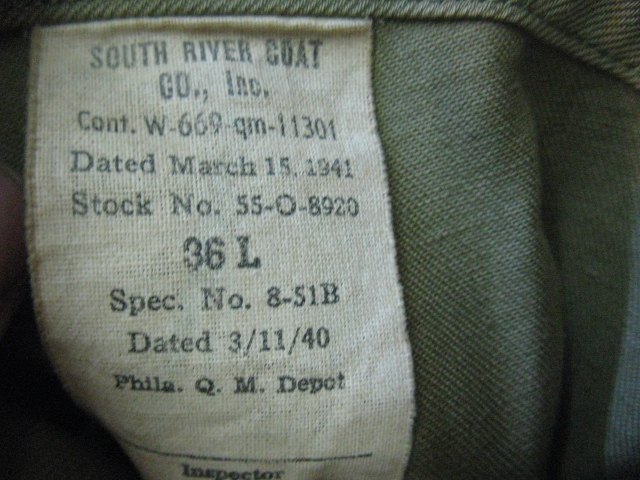 SOUTH RIVER COAT
CO., Inc.
Cont. W-669-qm-11301
Dated March 15, 1941
Stock No. 55-O-8920
36 L
Spec. No. 8-51B
Dated 3/11/40
Phila. Q. M. Depot
Inspector